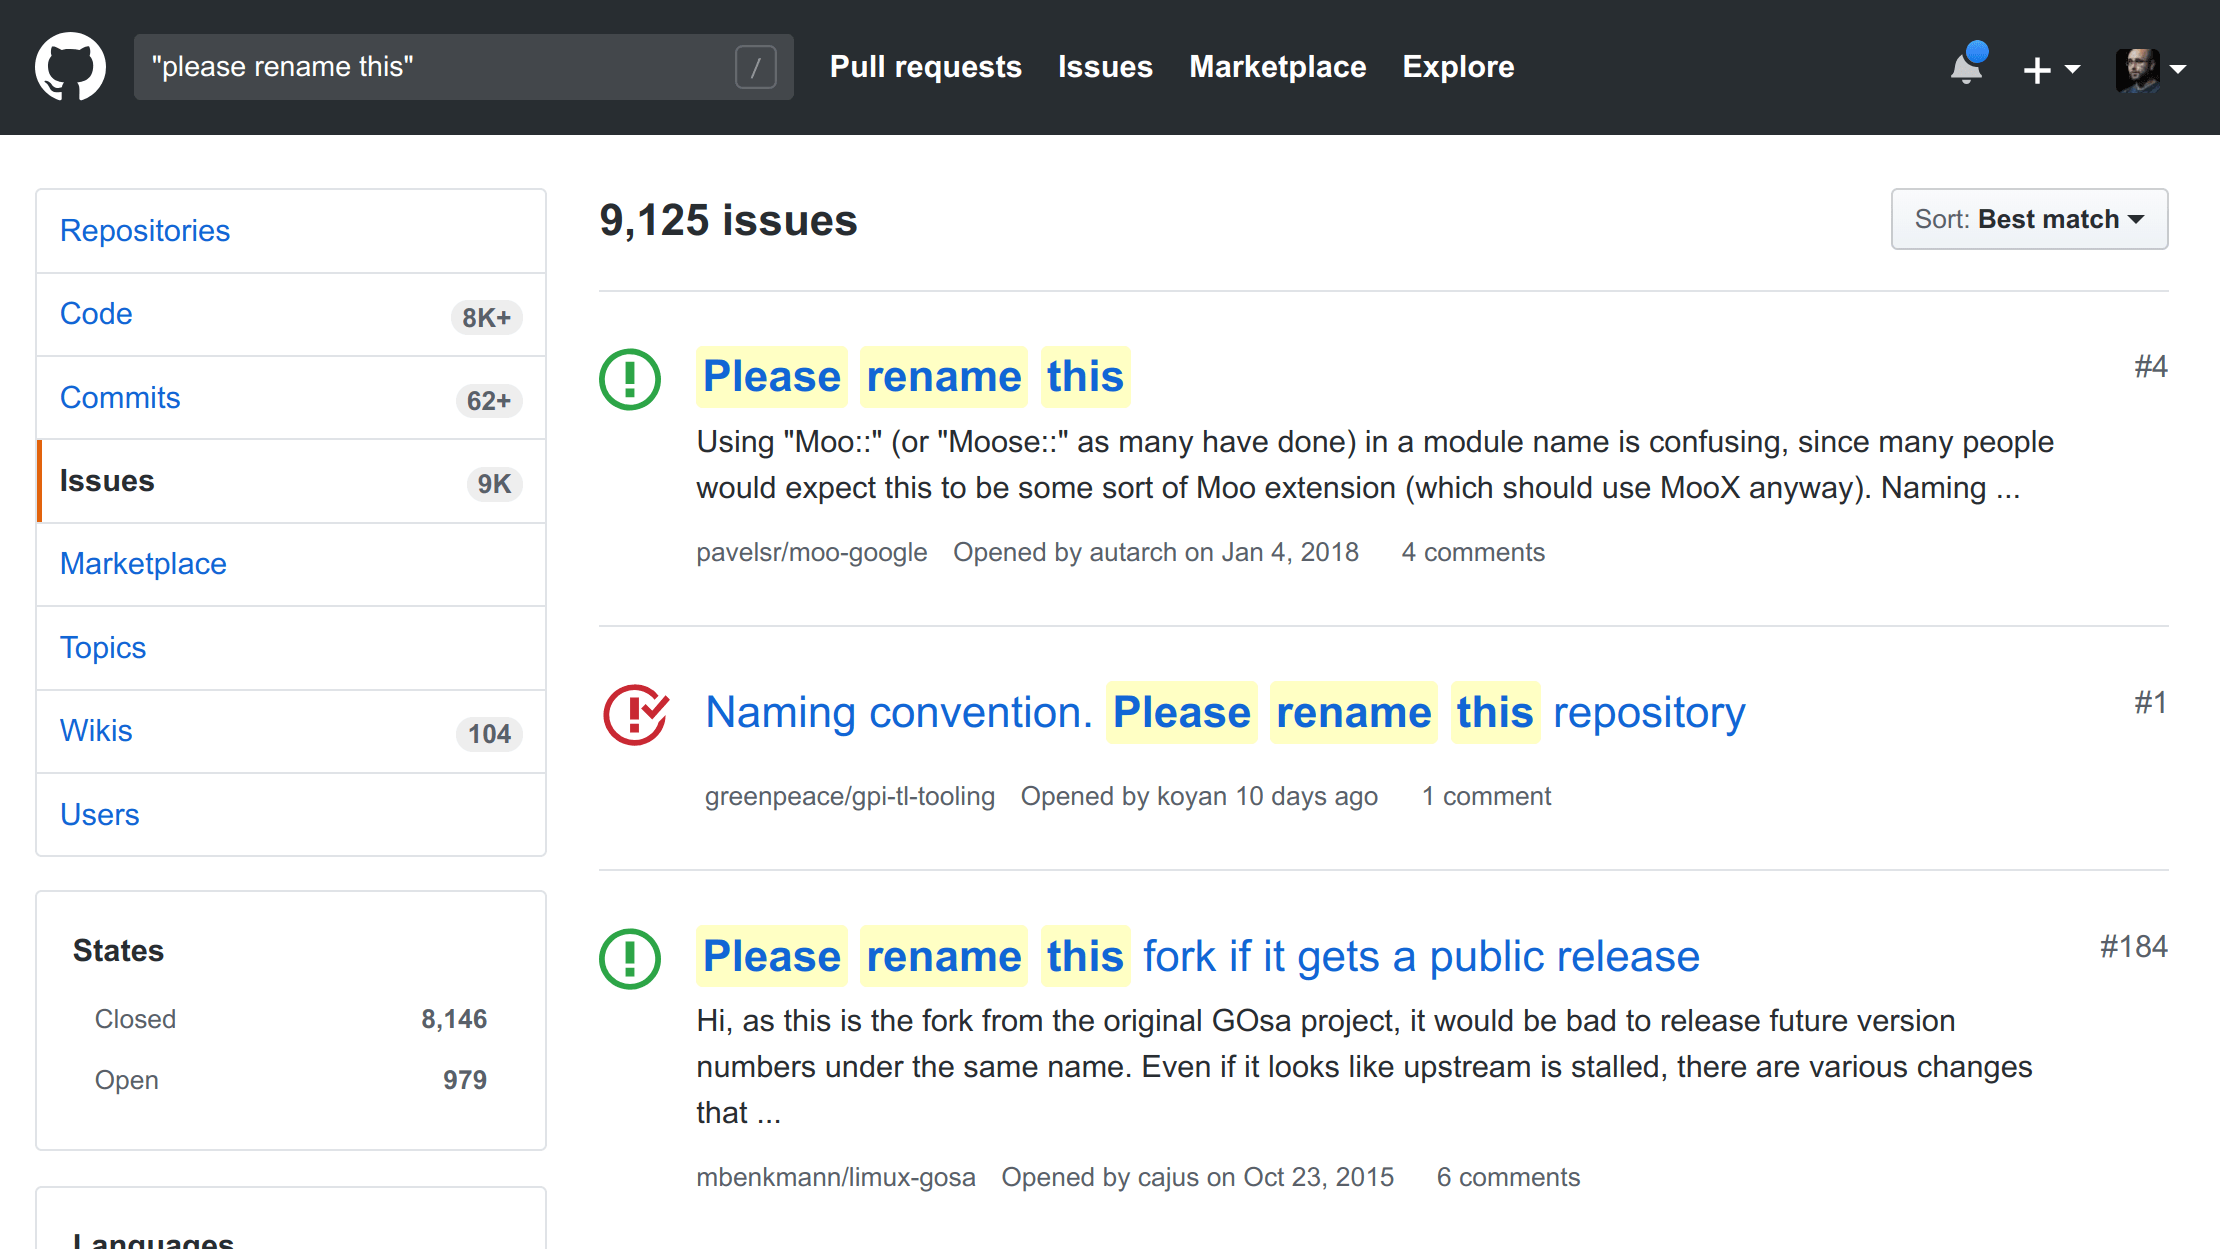 "please rename this" /
Pull requests Issues Marketplace Explore
Repositories
Code 8K+
Commits 62+
Issues 9K
Marketplace
Topics
Wikis 104
Users
States
Closed 8,146
Open 979
Languages
9,125 issues
Sort: Best match
Please rename this #4
Using "Moo::" (or "Moose::" as many have done) in a module name is confusing, since many people
would expect this to be some sort of Moo extension (which should use MooX anyway). Naming ...
pavelsr/moo-google Opened by autarch on Jan 4, 2018 4 comments
Naming convention. Please rename this repository #1
greenpeace/gpi-tl-tooling Opened by koyan 10 days ago 1 comment
Please rename this fork if it gets a public release #184
Hi, as this is the fork from the original GOsa project, it would be bad to release future version
numbers under the same name. Even if it looks like upstream is stalled, there are various changes
that ...
mbenkmann/limux-gosa Opened by cajus on Oct 23, 2015 6 comments